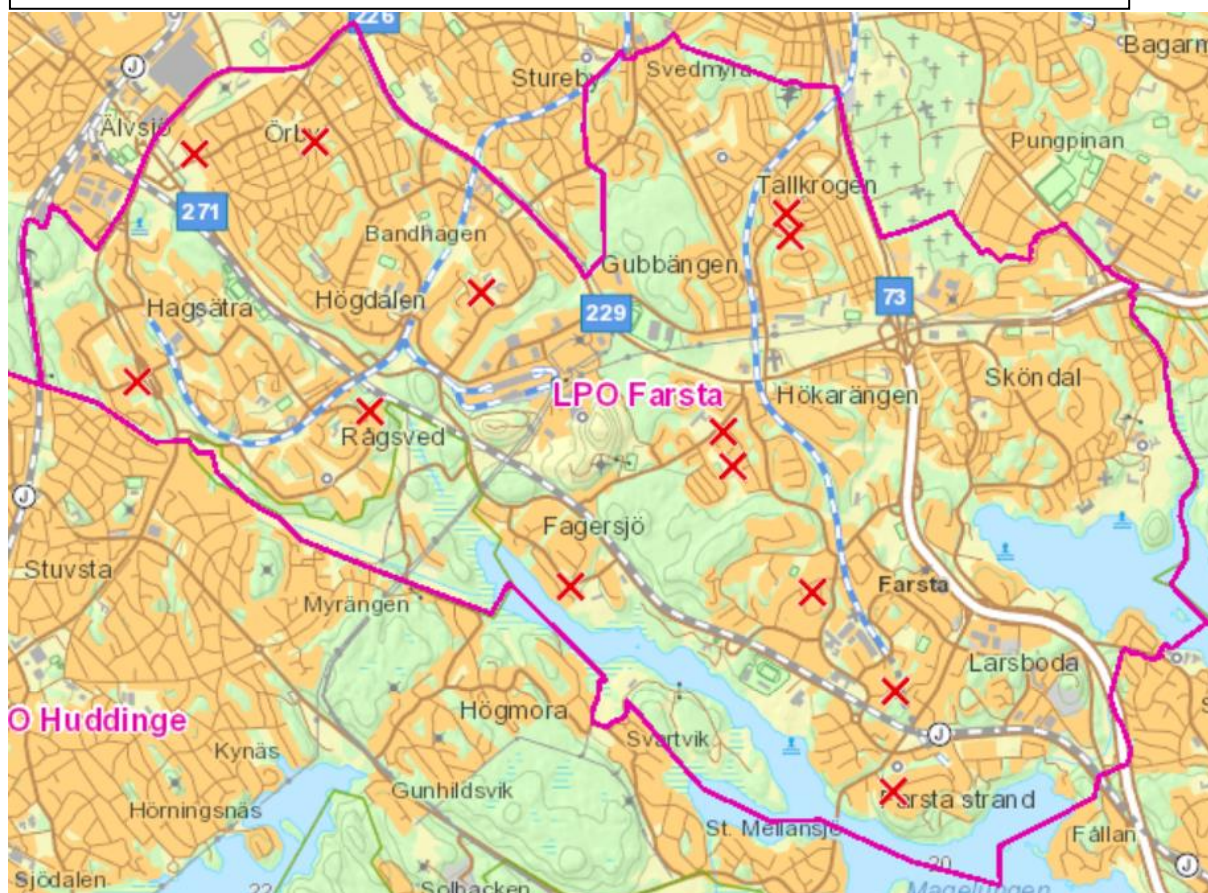 226
Bagarm
J
Stureby
Svedmyra
Älvsjö
Örby
Pungpinan
Tallkrogen
271
Bandhagen
Gubbängen
Hagsätra
Högdalen
229
73
LPO Farsta
Hökarängen
Sköndal
Rågsved
J
Fagersjö
Stuvsta
Farsta
Myrängen
Larsboda
O Huddinge
Högmora
J
Svartvik
Kynäs
Gunhildsvik
Hörningsnäs
Farsta strand
St. Mellansjö
Fållan
20
J
Sjödalen
22
Solbacken
Magelungen